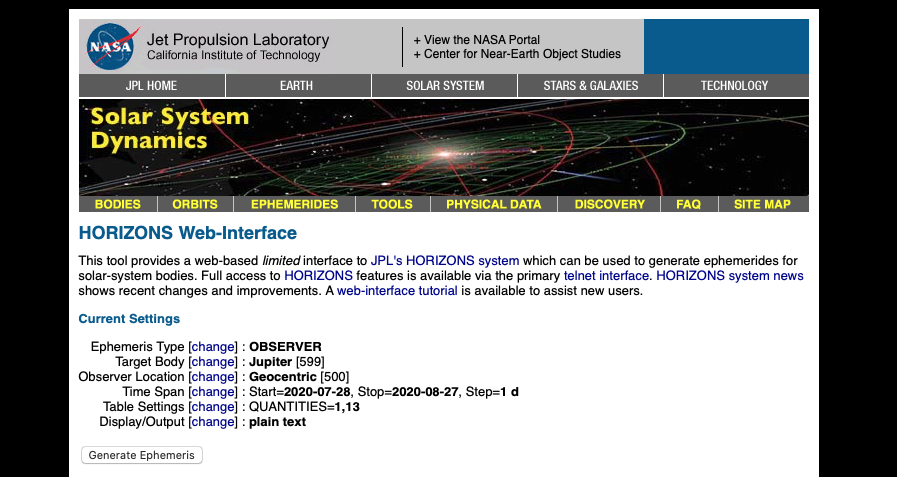 NASA
Jet Propulsion Laboratory
California Institute of Technology
+ View the NASA Portal
+ Center for Near-Earth Object Studies
JPL HOME
EARTH
SOLAR SYSTEM
STARS & GALAXIES
TECHNOLOGY
Solar System
Dynamics
BODIES
ORBITS
EPHEMERIDES
TOOLS
PHYSICAL DATA
DISCOVERY
FAQ
SITE MAP
HORIZONS Web-Interface
This tool provides a web-based limited interface to JPL's HORIZONS system which can be used to generate ephemerides for
solar-system bodies. Full access to HORIZONS features is available via the primary telnet interface. HORIZONS system news
shows recent changes and improvements. A web-interface tutorial is available to assist new users.
Current Settings
Ephemeris Type [change] : OBSERVER
Target Body [change] : Jupiter [599]
Observer Location [change] : Geocentric [500]
Time Span [change] : Start=2020-07-28, Stop=2020-08-27, Step=1 d
Table Settings [change] : QUANTITIES=1,13
Display/Output [change] : plain text
Generate Ephemeris